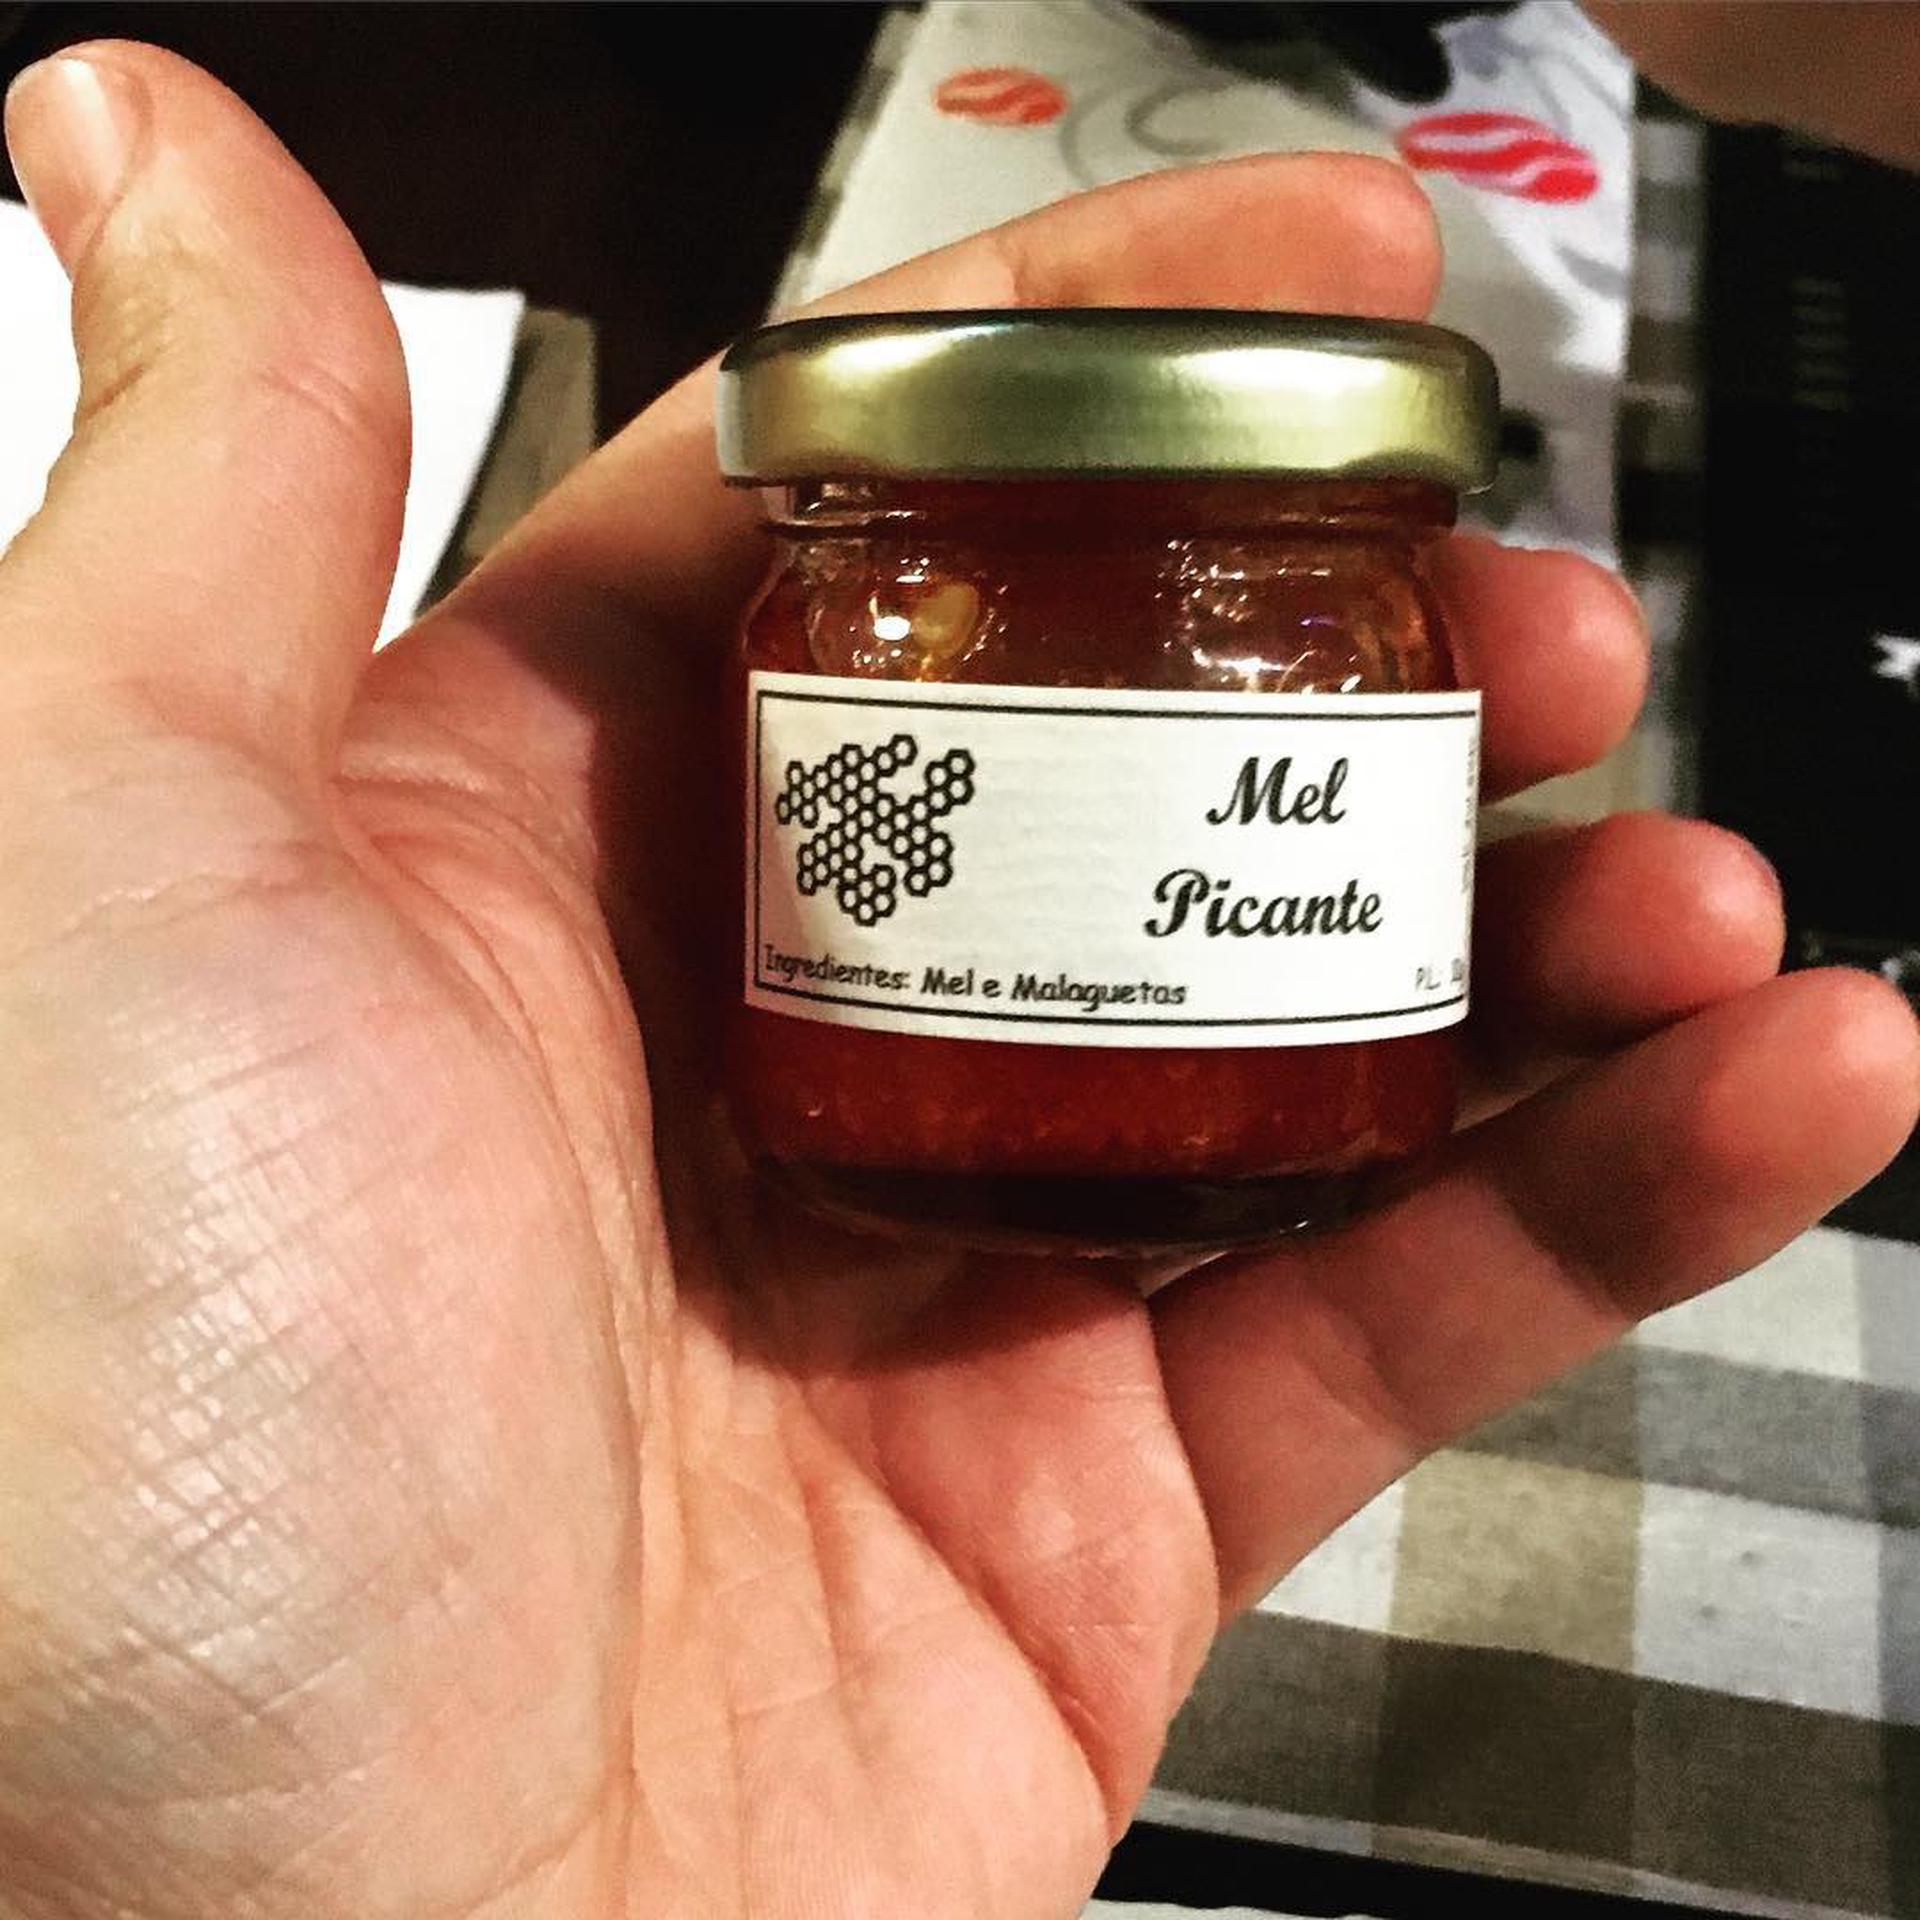 Mel
Picante
Ingredientes: Mel e Malaguetas
P.L.: